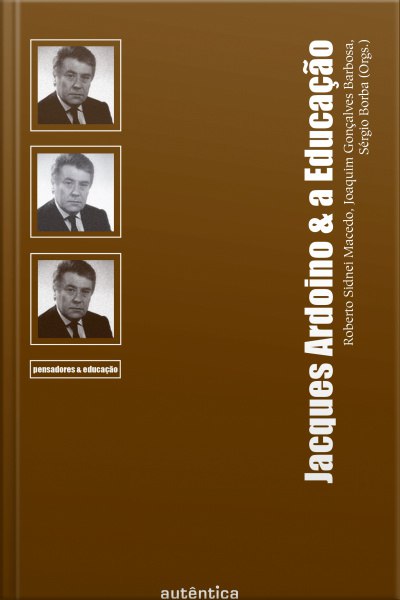 Jacques Ardoino & a Educação
Roberto Sidnei Macedo, Joaquim Gonçalves Barbosa,
Sérgio Borba (Orgs.)
pensadores & educação
autêntica